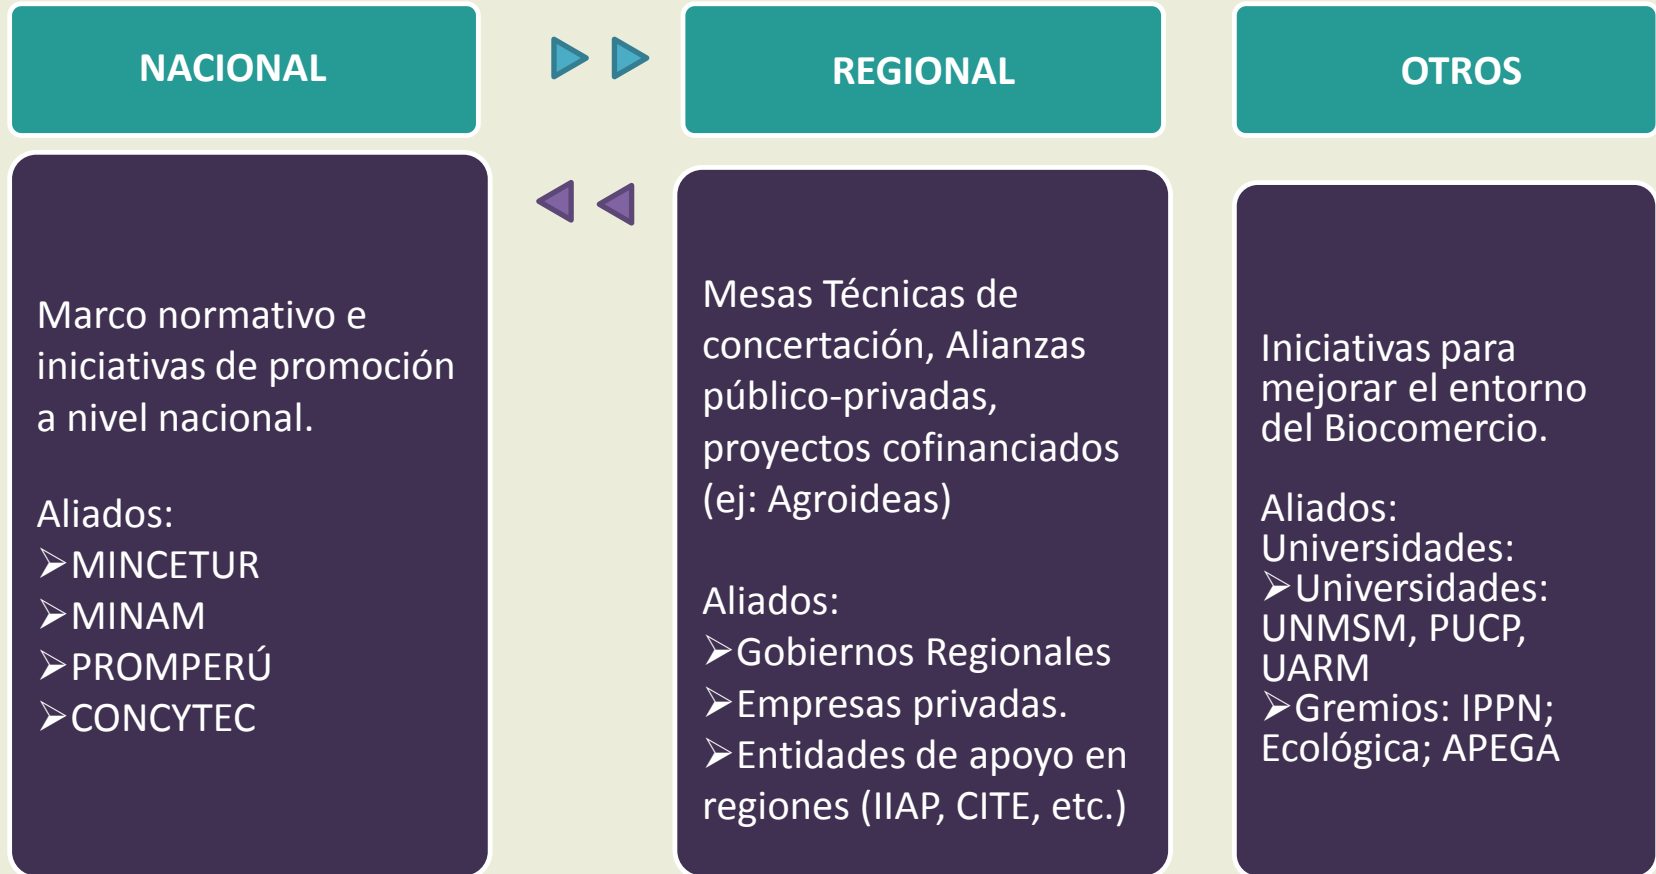 NACIONAL
Marco normativo e
iniciativas de promoción
a nivel nacional.
Aliados:
➢MINCETUR
➢MINAM
➢PROMPERÚ
➢CONCYTEC
REGIONAL
Mesas Técnicas de
concertación, Alianzas
público-privadas,
proyectos cofinanciados
(ej: Agroideas)
Aliados:
➢Gobiernos Regionales
➢Empresas privadas.
➢Entidades de apoyo en
regiones (IIAP, CITE, etc.)
OTROS
Iniciativas para
mejorar el entorno
del Biocomercio.
Aliados:
Universidades:
➢Universidades:
UNMSM, PUCP,
UARM
➢Gremios: IPPN;
Ecológica; APEGA